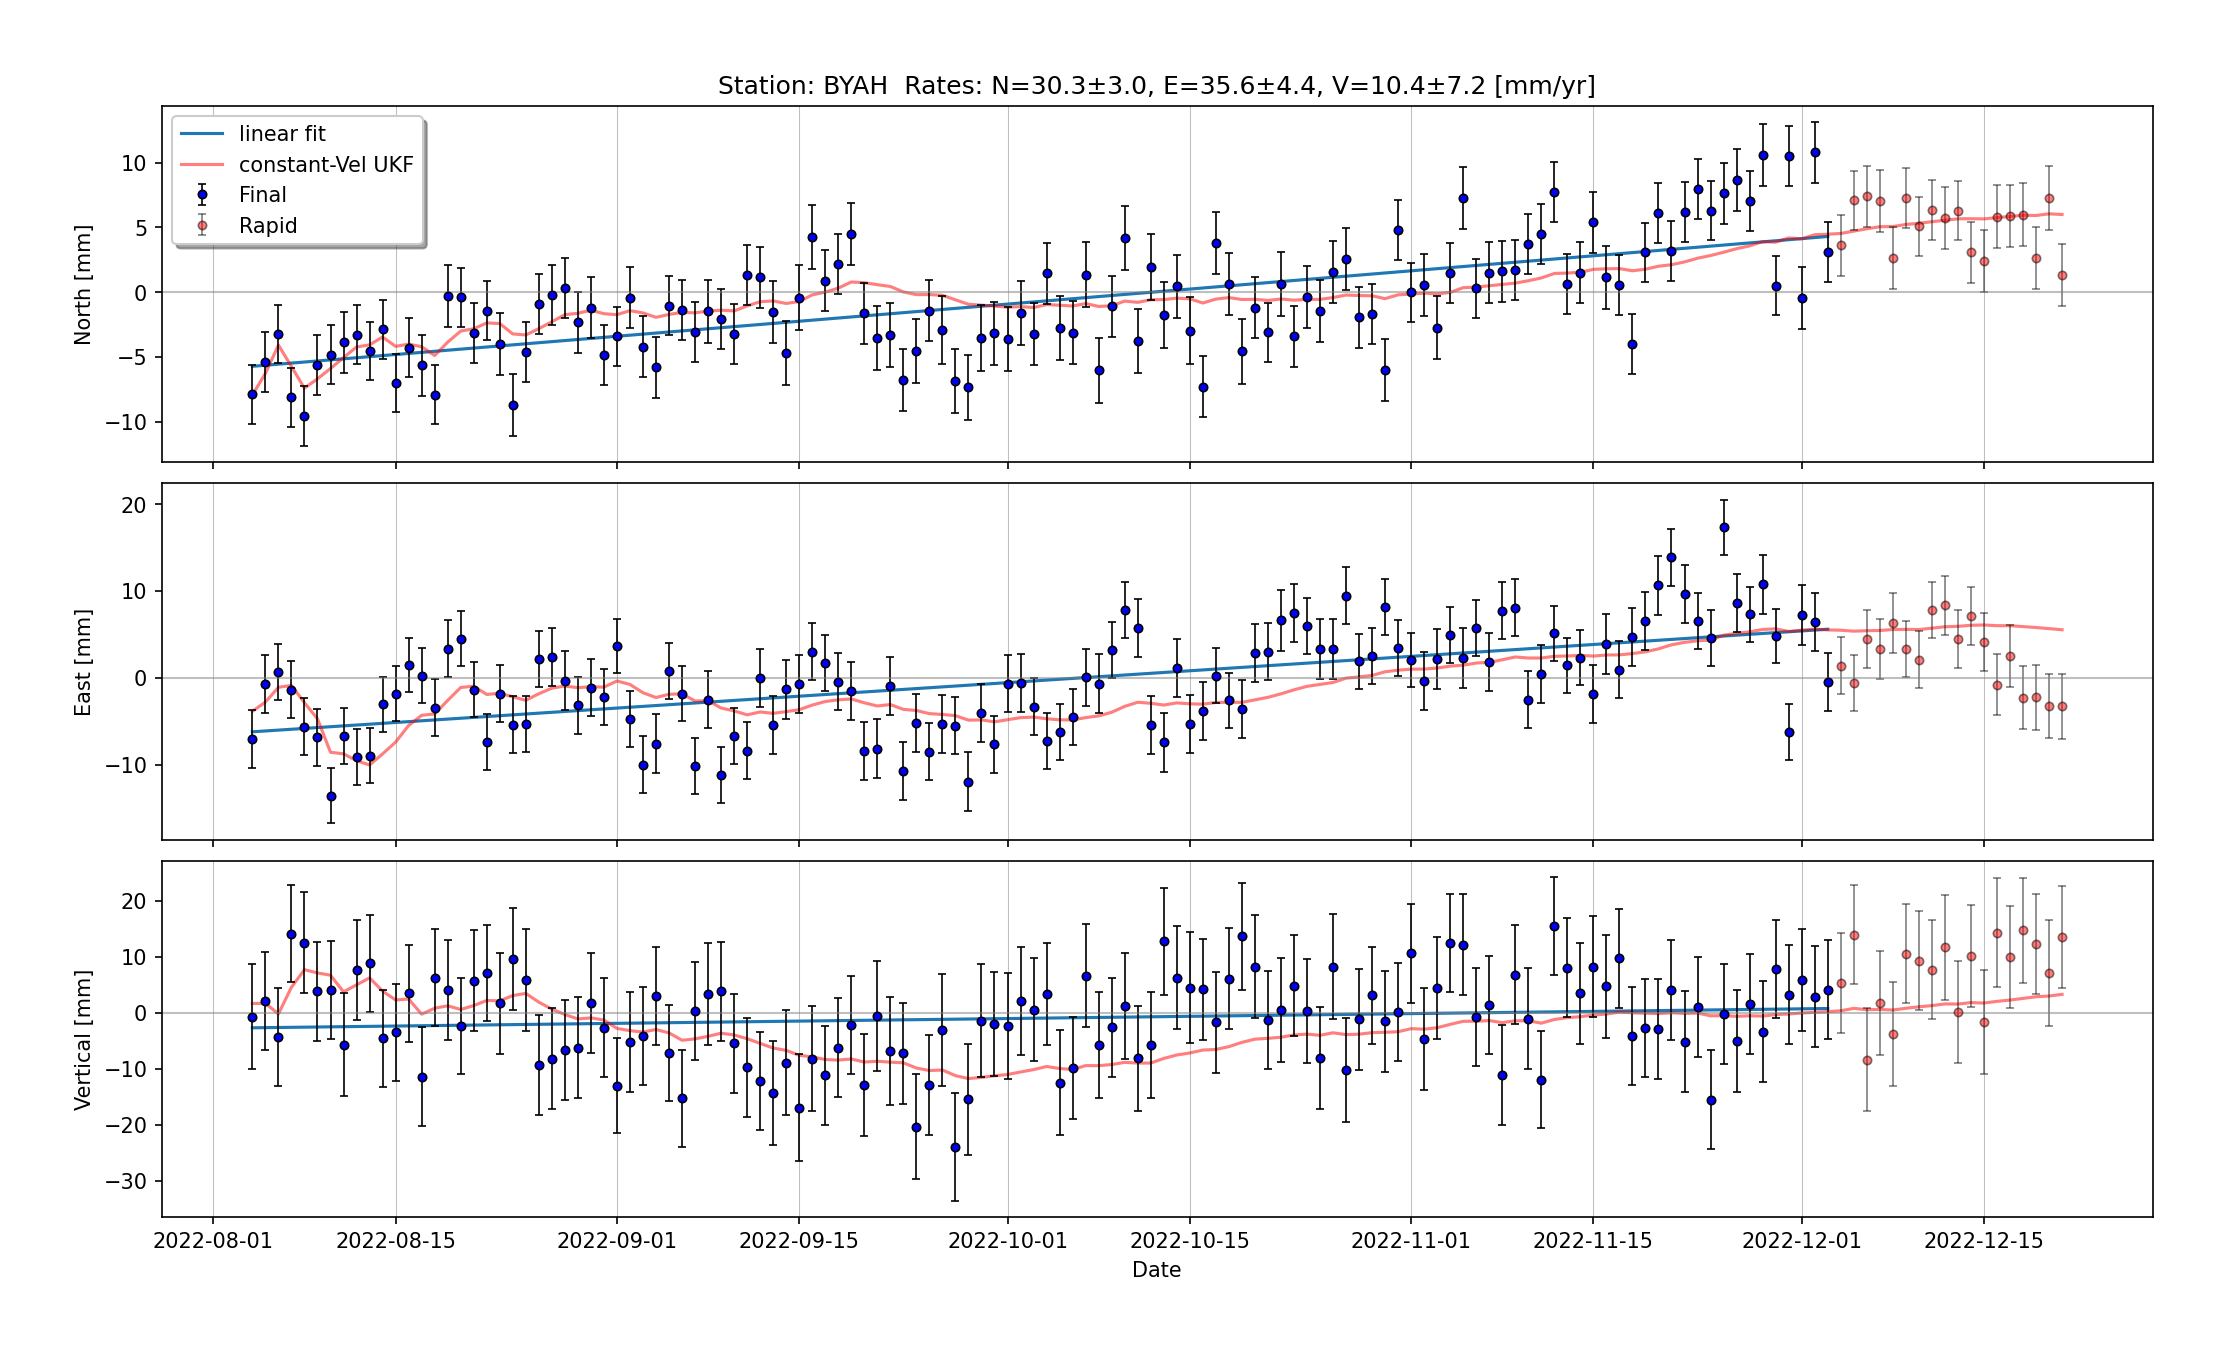 Station: BYAH  Rates: N=30.3±3.0, E=35.6±4.4, V=10.4±7.2 [mm/yr]
linear fit
constant-Vel UKF
Final
Rapid
North [mm]
10
5
0
−5
−10
East [mm]
20
10
0
−10
Vertical [mm]
20
10
0
−10
−20
−30
2022-08-01 2022-08-15 2022-09-01 2022-09-15 2022-10-01 2022-10-15 2022-11-01 2022-11-15 2022-12-01 2022-12-15
Date